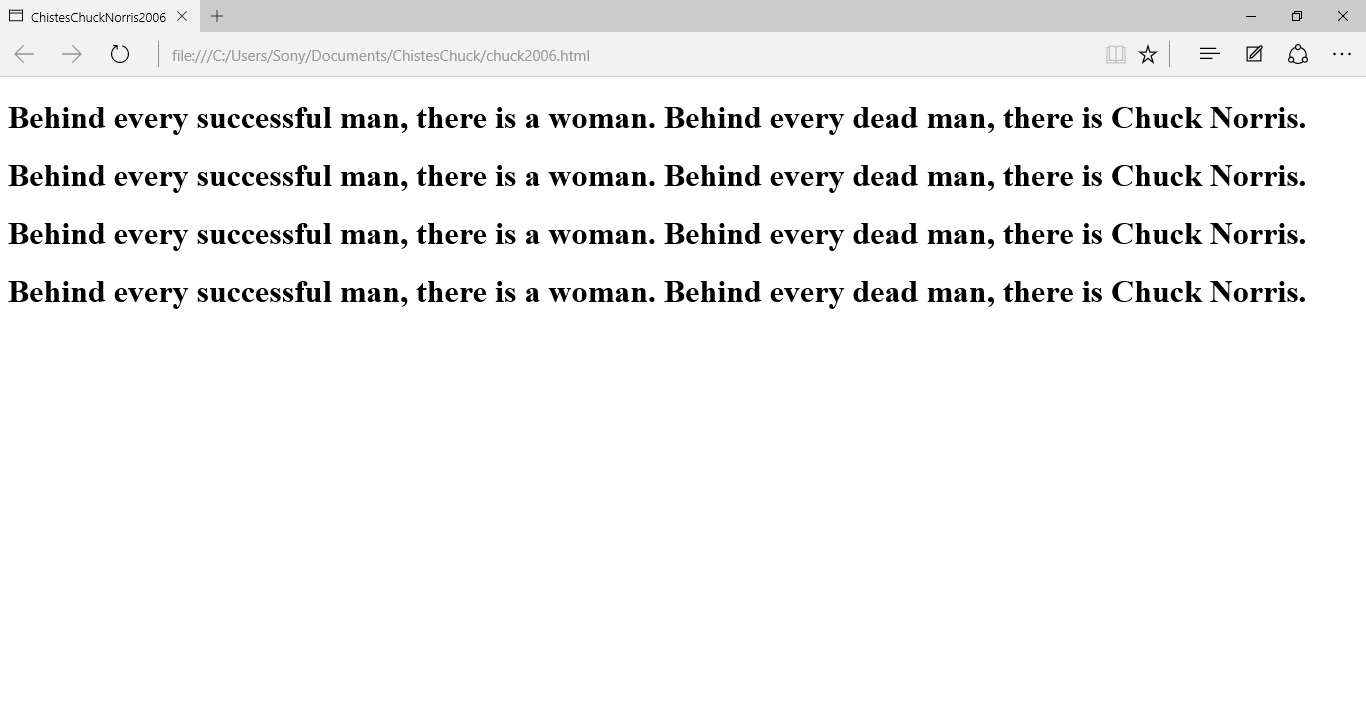 ChistesChuckNorris2006
file:///C:/Users/Sony/Documents/ChistesChuck/chuck2006.html
Behind every successful man, there is a woman. Behind every dead man, there is Chuck Norris.
Behind every successful man, there is a woman. Behind every dead man, there is Chuck Norris.
Behind every successful man, there is a woman. Behind every dead man, there is Chuck Norris.
Behind every successful man, there is a woman. Behind every dead man, there is Chuck Norris.